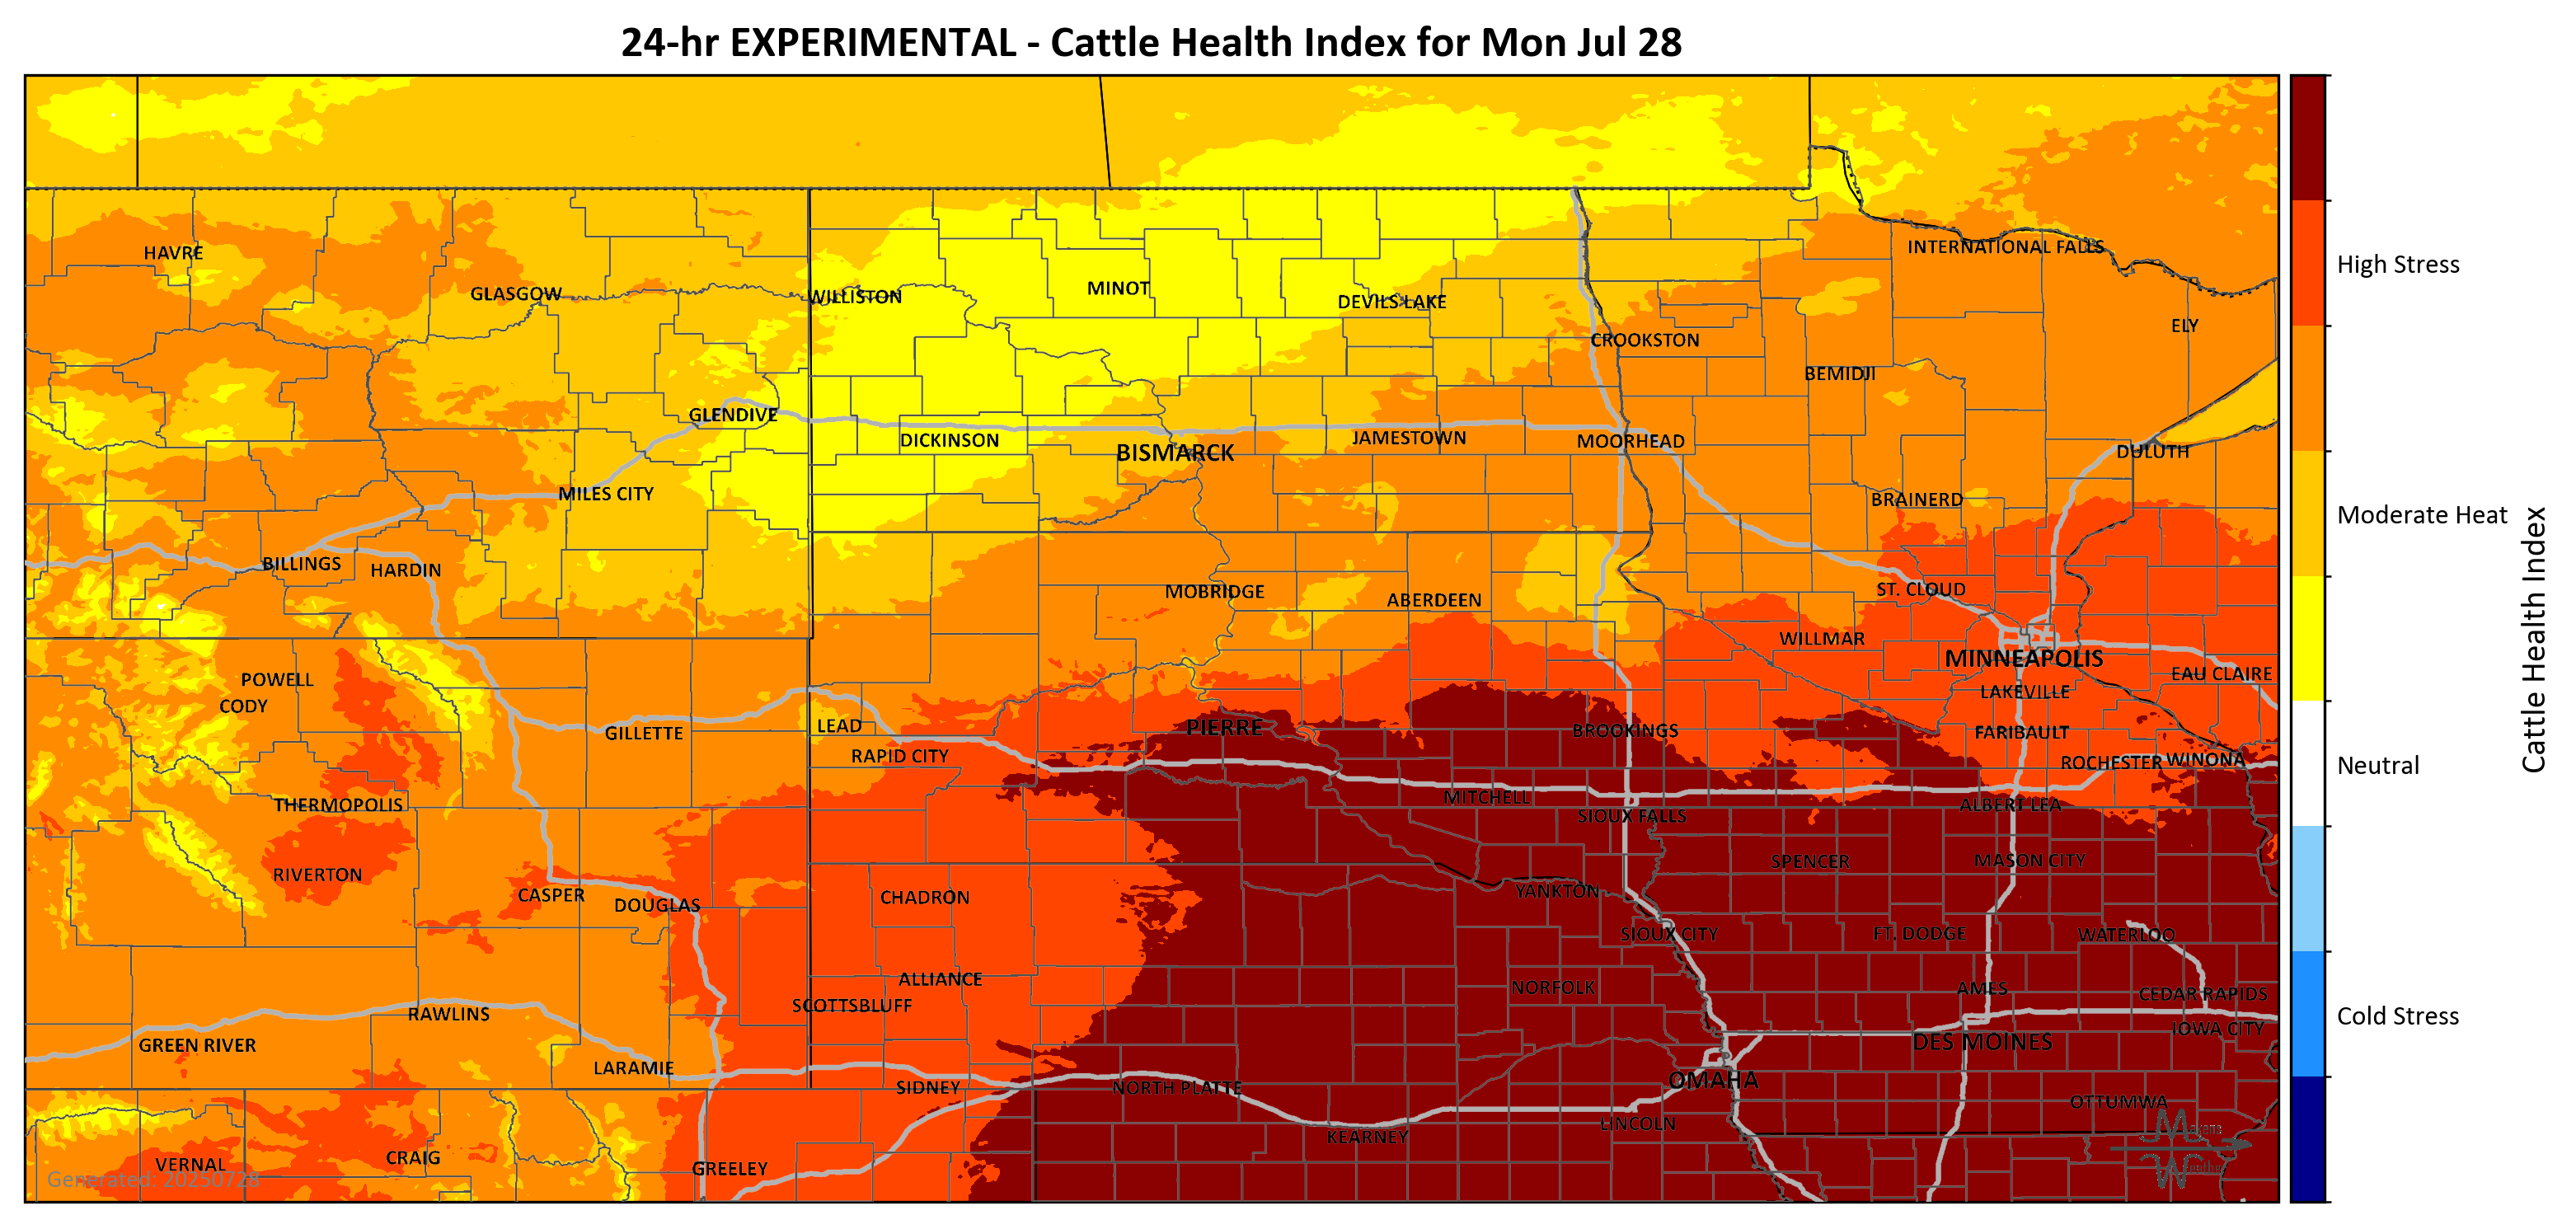 24-hr EXPERIMENTAL - Cattle Health Index for Mon Jul 28
INTERNATIONAL FALLS
HAVRE
High Stress
MINOT
GLASGOW
WILLISTON
DEVILS LAKE
ELY
CROOKSTON
BEMIDJI
GLENDIVE
DICKINSON
JAMESTOWN
MOORHEAD
BISMARCK
DULUTH
MILES CITY
BRAINERD
Moderate Heat
BILLINGS
HARDIN
MOBRIDGE
ABERDEEN
ST. CLOUD
Cattle Health Index
WILLMAR
MINNEAPOLIS
EAU CLAIRE
POWELL
LAKEVILLE
CODY
LEAD
PIERRE
BROOKINGS
FARIBAULT
GILLETTE
RAPID CITY
ROCHESTER
WINONA
Neutral
THERMOPOLIS
MITCHELL
ALBERT LEA
SIOUX FALLS
SPENCER
MASON CITY
RIVERTON
CASPER
CHADRON
YANKTON
DOUGLAS
SIOUX CITY
FT. DODGE
WATERLOO
ALLIANCE
NORFOLK
AMES
CEDAR RAPIDS
SCOTTSBLUFF
RAWLINS
Cold Stress
IOWA CITY
GREEN RIVER
DES MOINES
LARAMIE
OMAHA
SIDNEY
NORTH PLATTE
OTTUMWA
LINCOLN
KEARNEY
VERNAL
CRAIG
GREELEY
Generated: 20250728